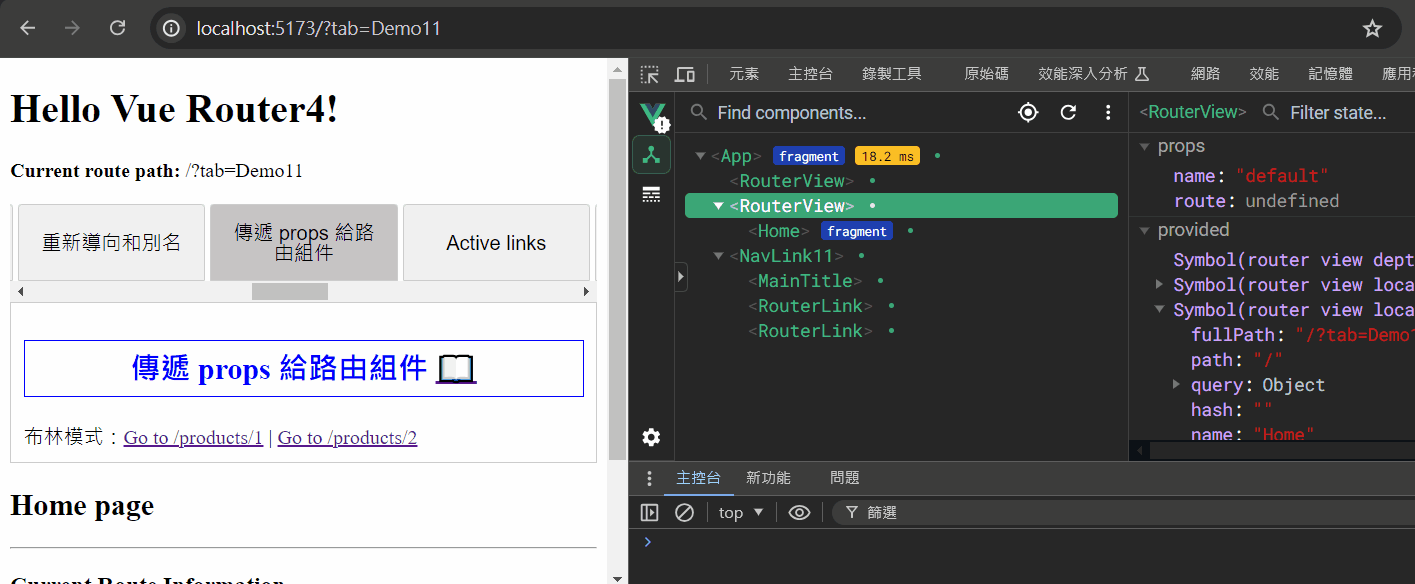 localhost:5173/?tab=Demo11
Hello Vue Router4!
Current route path: /?tab=Demo11
重新導向和別名
傳遞 props 給路
由組件
Active links
傳遞 props 給路由組件 📖
布林模式：Go to /products/1 | Go to /products/2
Home page
Current Route Information
元素 主控台 錄製工具 原始碼 效能深入分析 網路 效能 記憶體 應用
Find components...
<App> fragment 18.2 ms
<RouterView>
<RouterView>
<Home> fragment
<NavLink11>
<MainTitle>
<RouterLink>
<RouterLink>
<RouterView> Filter state...
props
name: "default"
route: undefined
provided
Symbol(router view dept
Symbol(router view loca
Symbol(router view loca
fullPath: "/?tab=Demo1
path: "/"
query: Object
hash: ""
name: "Home"
主控台 新功能 問題
top ▼ 篩選